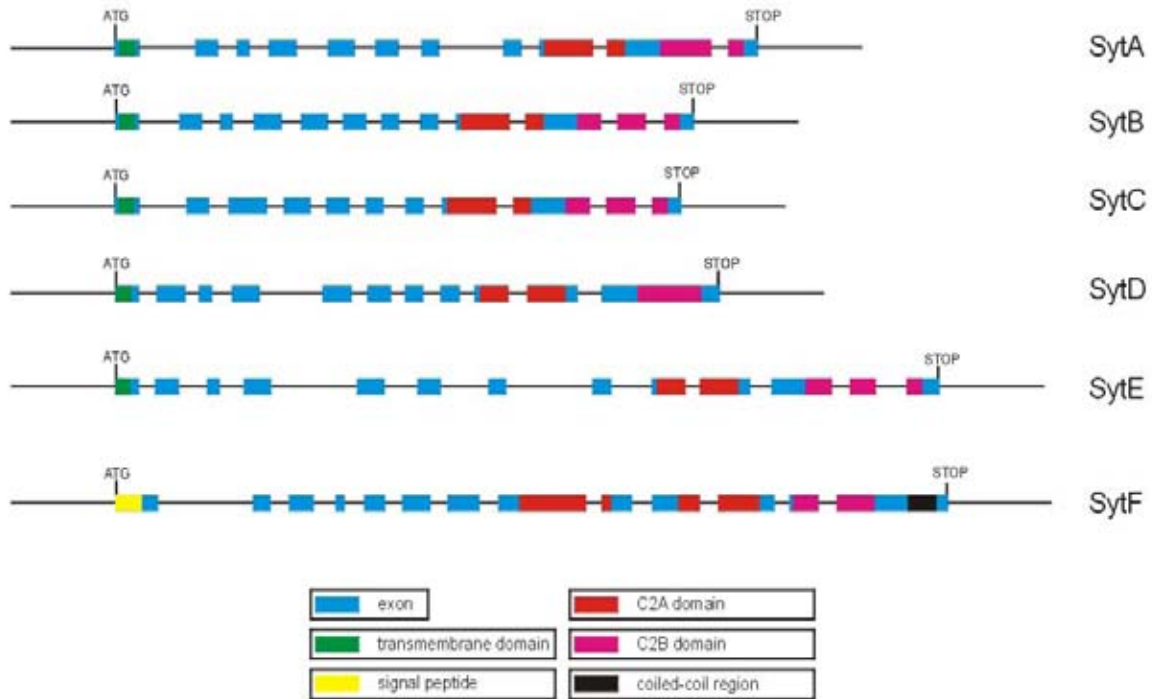 ATG STOP
SytA
ATG STOP
SytB
ATG STOP
SytC
ATG STOP
SytD
ATG STOP
SytE
ATG STOP
SytF
exon C2A domain
transmembrane domain C2B domain
signal peptide coiled-coil region